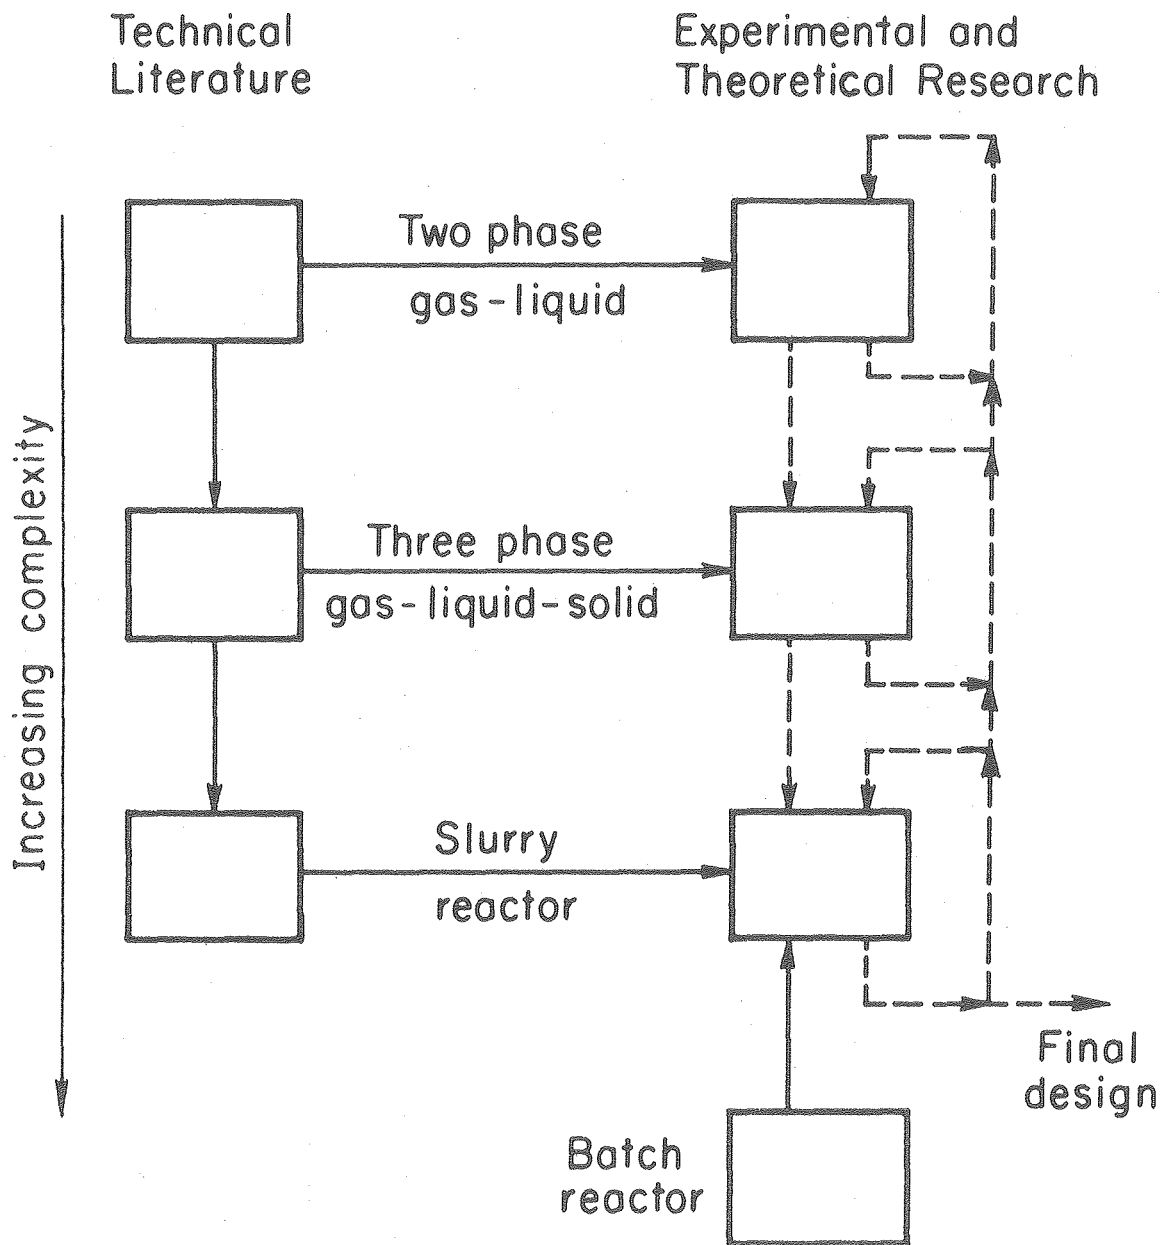 Technical
Literature
Experimental and
Theoretical Research
Increasing complexity
Two phase
gas-liquid
Three phase
gas-liquid-solid
Slurry
reactor
Final
design
Batch
reactor